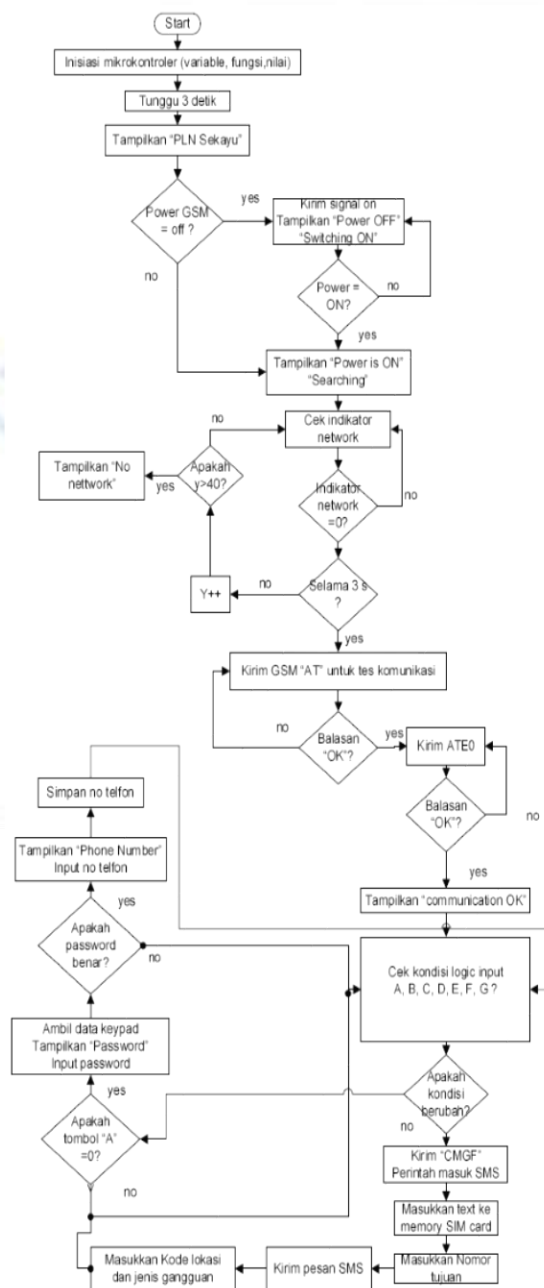 Start
Inisiasi mikrokontroler (variable, fungsi,nilai)
Tunggu 3 detik
Tampilkan "PLN Sekayu"
Power GSM
= off ?
yes
no
Kirim signal on
Tampilkan "Power OFF"
"Switching ON"
Power =
ON?
no
yes
Tampilkan "Power is ON"
"Searching"
Cek indikator
network
no
Apakah
y>40?
yes
Tampilkan "No
nettwork"
Indikator
network
=0?
no
Selama 3 s
?
no
Y++
yes
Kirim GSM "AT" untuk tes komunikasi
Balasan
"OK"?
no
yes
Kirim ATE0
Balasan
"OK"?
no
yes
Tampilkan "communication OK"
Cek kondisi logic input
A, B, C, D, E, F, G ?
Apakah
kondisi
berubah?
no
Kirim "CMGF"
Perintah masuk SMS
Masukkan text ke
memory SIM card
Masukkan Nomor
tujuan
Kirim pesan SMS
Masukkan Kode lokasi
dan jenis gangguan
Simpan no telfon
Tampilkan "Phone Number"
Input no telfon
yes
Apakah
password
benar?
no
Ambil data keypad
Tampilkan "Password"
Input password
yes
Apakah
tombol "A"
=0?
no